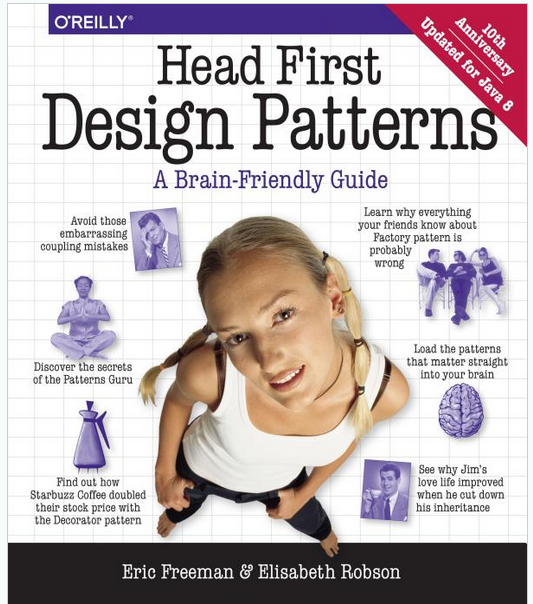 O'REILLY®
10th
Anniversary
Updated for Java 8
Head First
Design Patterns
A Brain-Friendly Guide
Avoid those
embarrassing
coupling mistakes
Learn why everything
your friends know about
Factory pattern is
probably
wrong
Discover the secrets
of the Patterns Guru
Load the patterns
that matter straight
into your brain
Find out how
Starbuzz Coffee doubled
their stock price with
the Decorator pattern
See why Jim's
love life improved
when he cut down
his inheritance
Eric Freeman & Elisabeth Robson